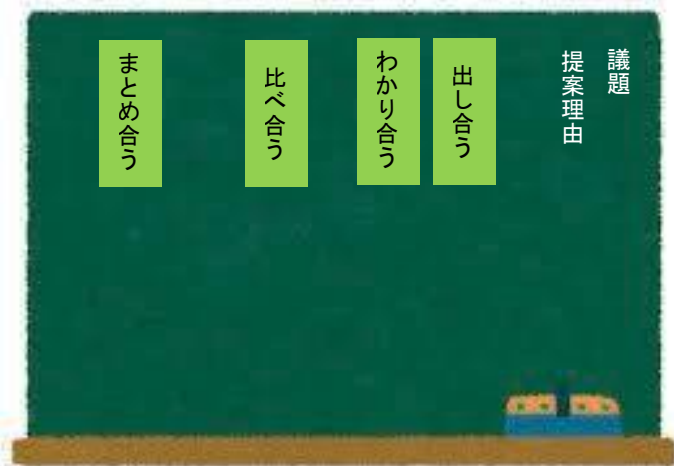 議題
提案理由
出し合う
わかり合う
比べ合う
まとめ合う